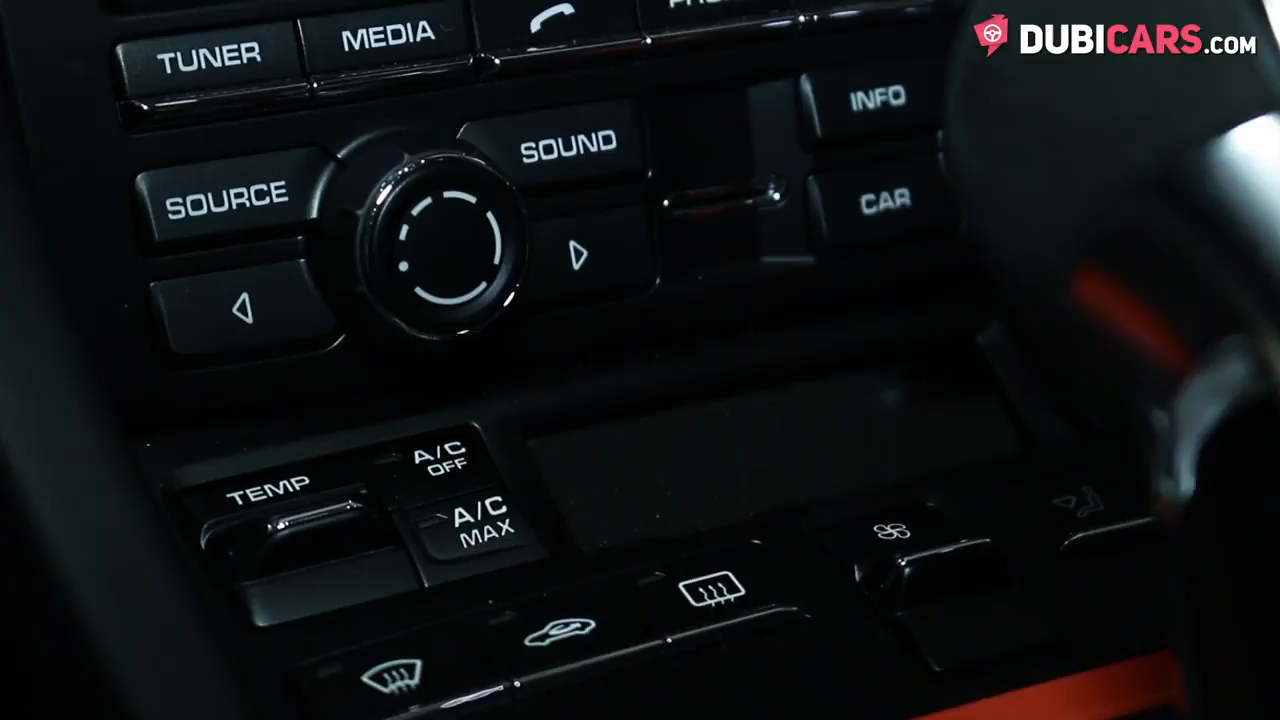 DUBICARS.COM
TUNER
MEDIA
INFO
SOURCE
SOUND
CAR
TEMP
A/C
OFF
A/C
MAX